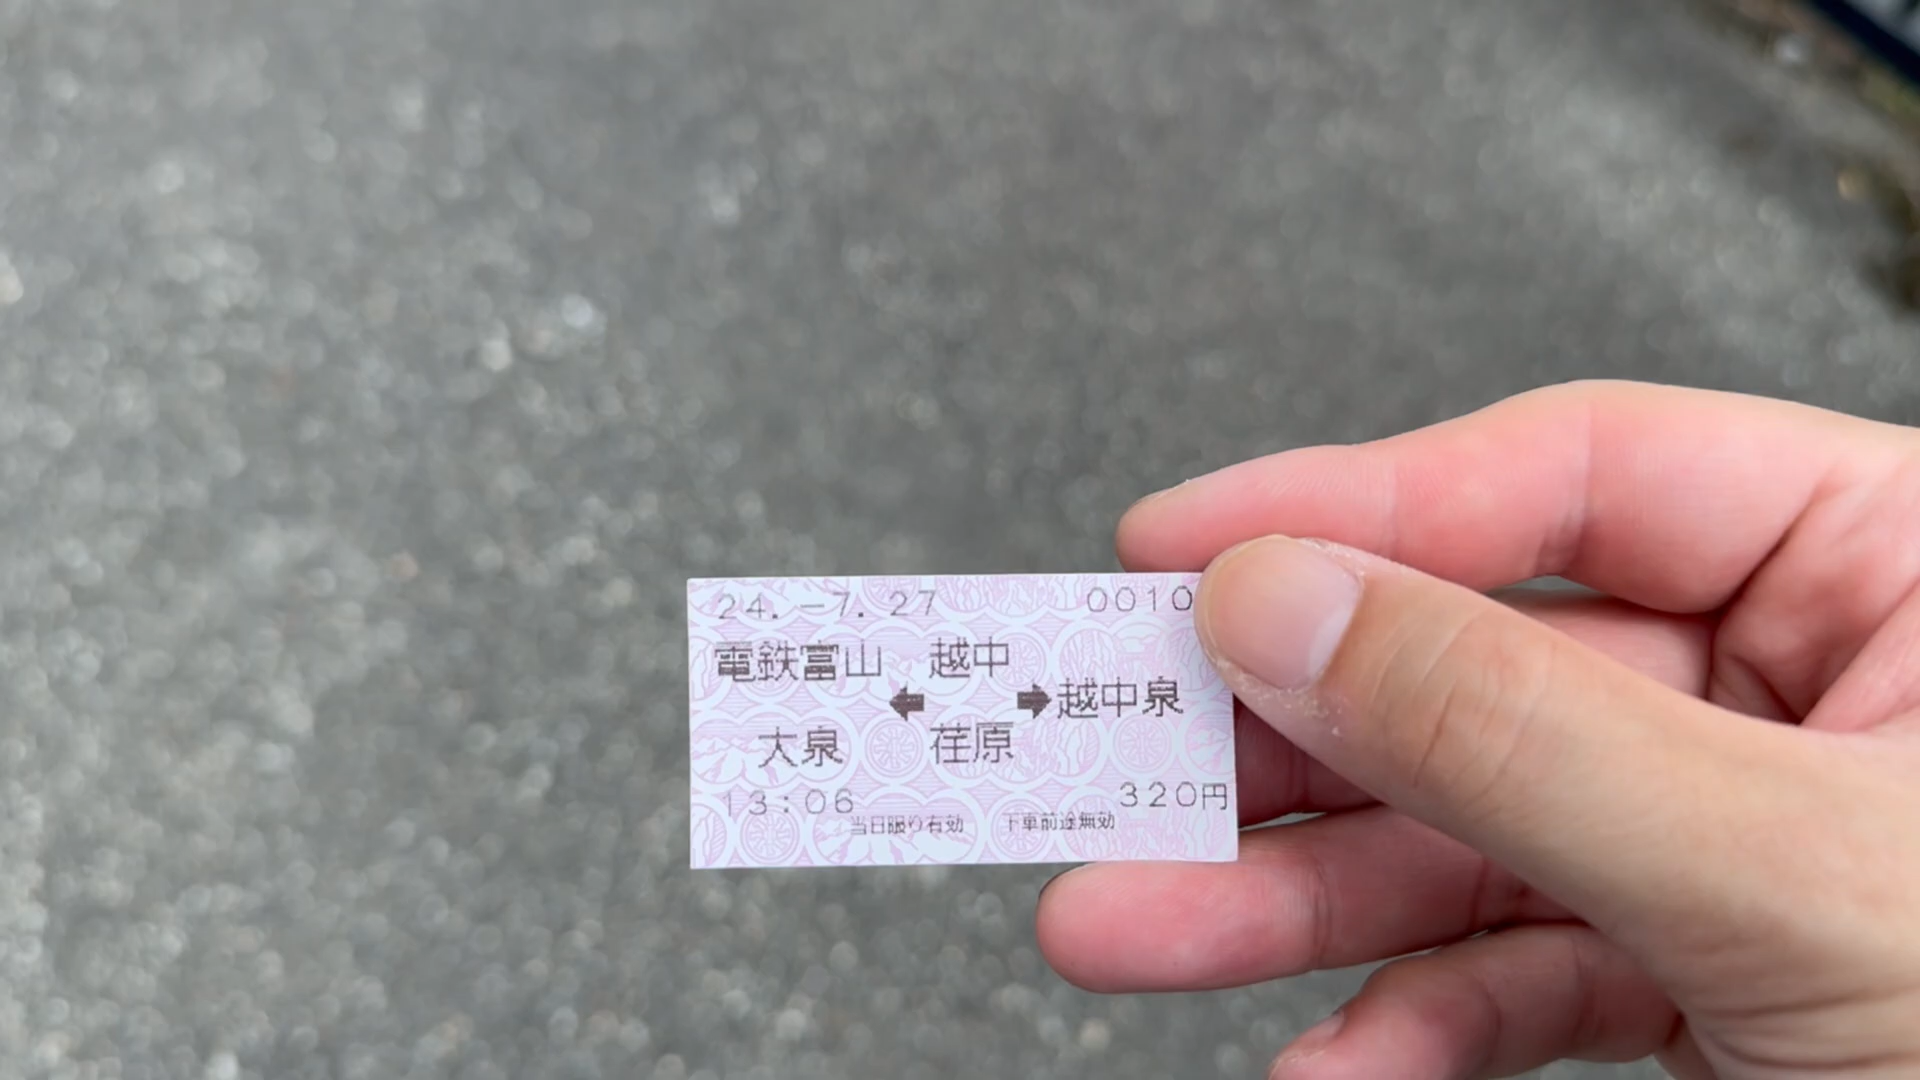 24.-7.27 0010
電鉄富山 越中
⬅ ➡越中泉
大泉 荏原
13:06 320円
当日限り有効 下車前途無効